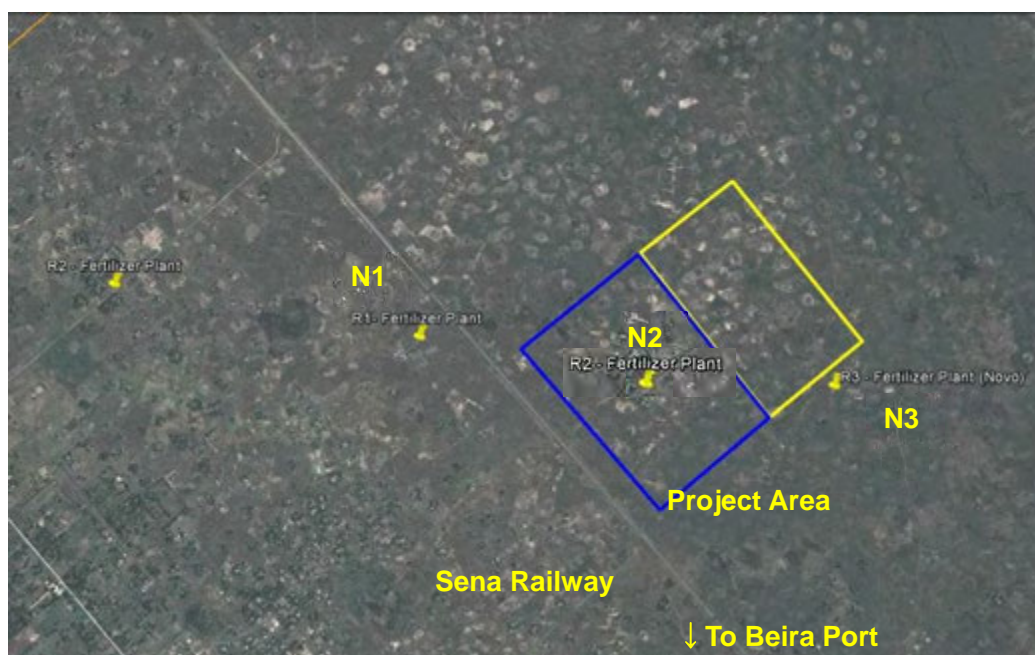 R2 - Fertilizer Plant
N1
R1- Fertilizer Plant
N2
R2 - Fertilizer Plant
R3 - Fertilizer Plant (Novo)
N3
Project Area
Sena Railway
↓ To Beira Port